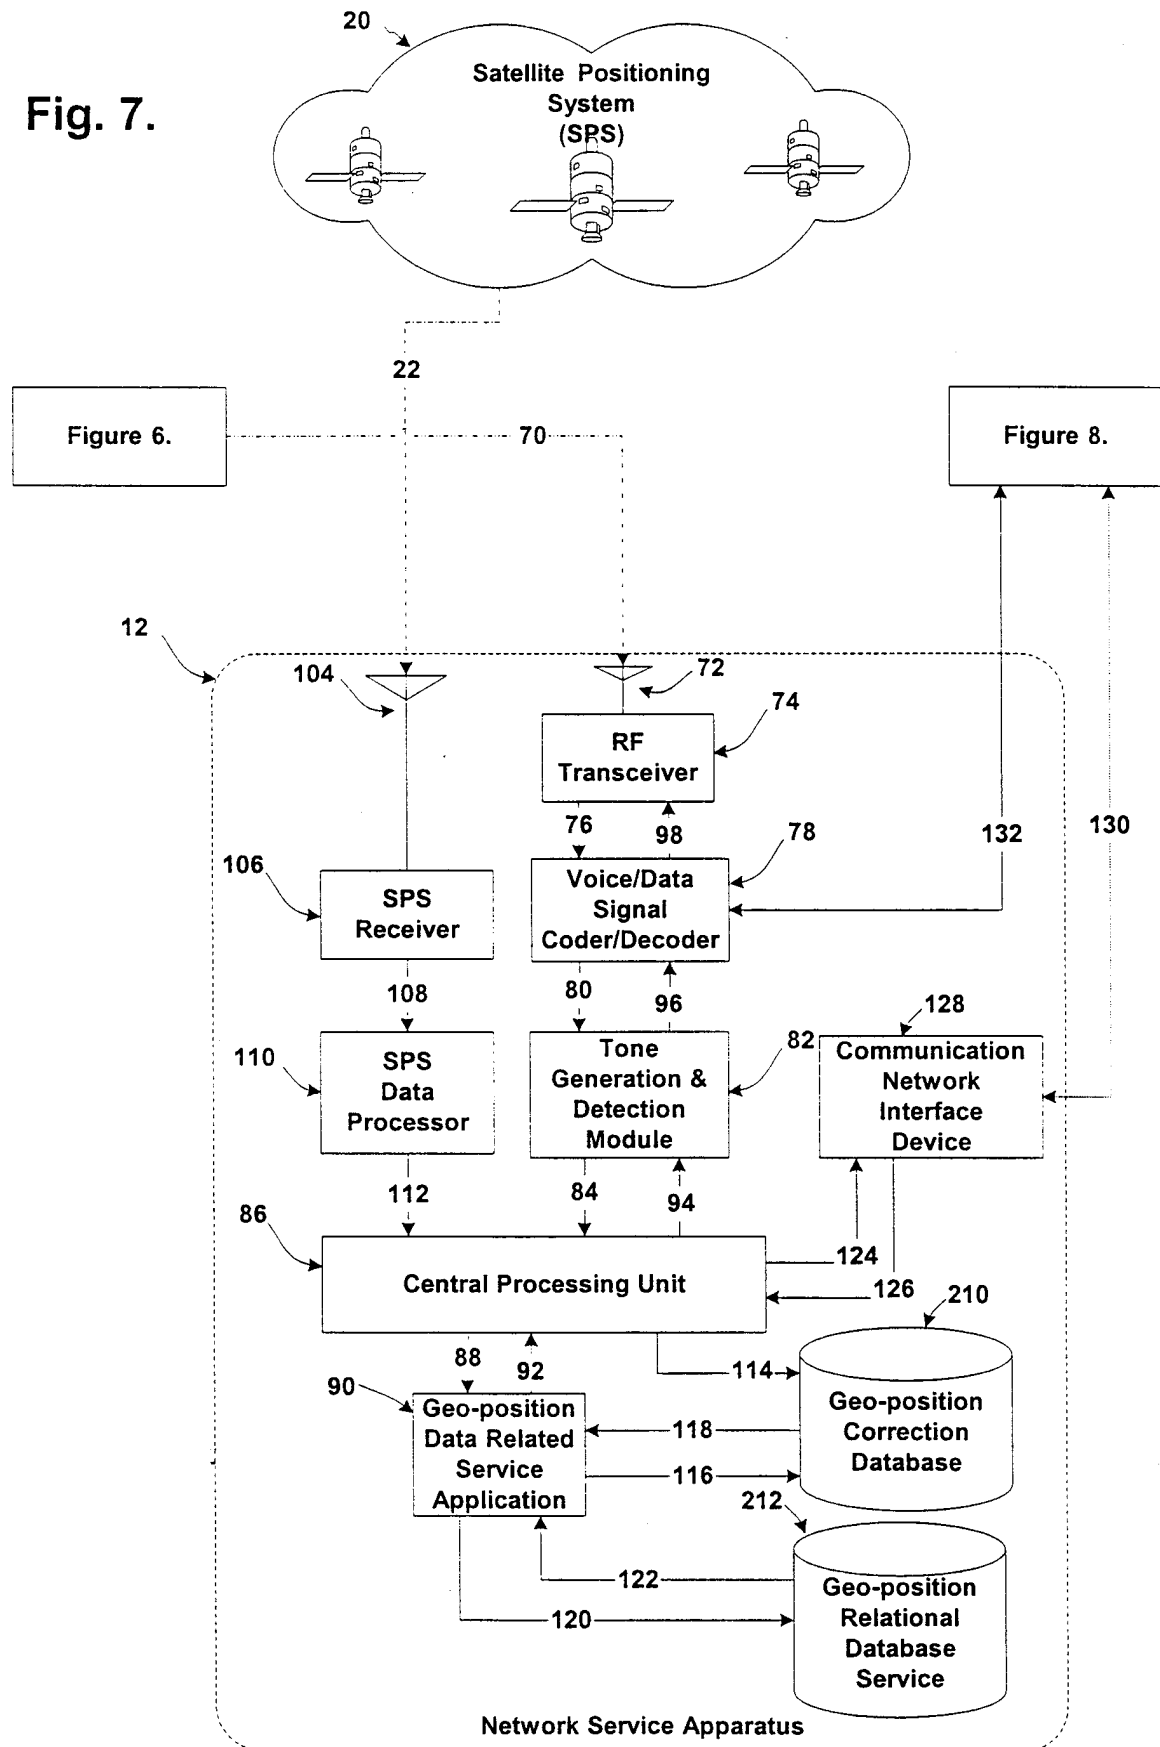 20
Satellite Positioning
System
(SPS)
Fig. 7.
22
Figure 6.
70
Figure 8.
12
104
72
74
RF
Transceiver
76
98
78
132
130
106
SPS
Receiver
Voice/Data
Signal
Coder/Decoder
108
80
96
128
110
SPS
Data
Processor
Tone
Generation &
Detection
Module
82
Communication
Network
Interface
Device
112
84
94
86
Central Processing Unit
124
126
210
88
92
114
90
Geo-position
Data Related
Service
Application
118
116
Geo-position
Correction
Database
212
122
120
Geo-position
Relational
Database
Service
Network Service Apparatus